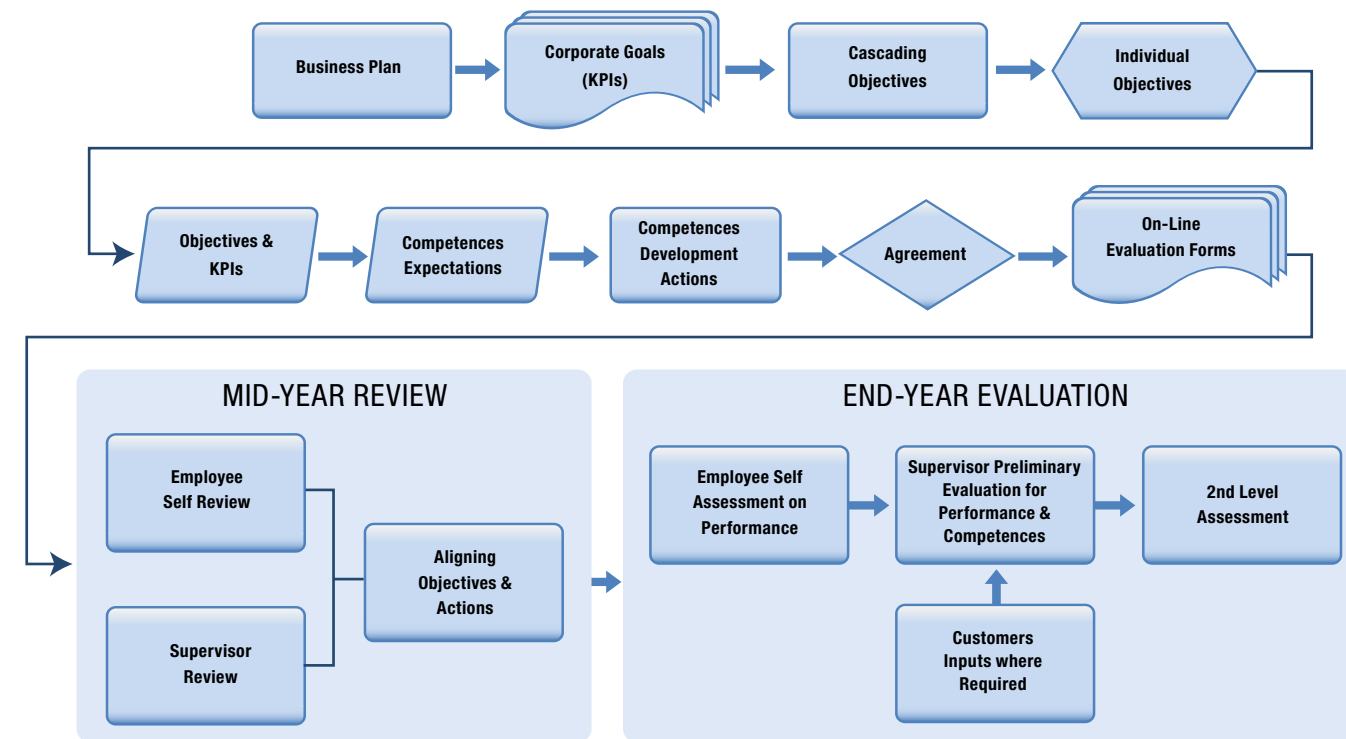 Business Plan
Corporate Goals
(KPIs)
Cascading
Objectives
Individual
Objectives
Objectives &
KPIs
Competences
Expectations
Competences
Development
Actions
Agreement
On-Line
Evaluation Forms
MID-YEAR REVIEW
Employee
Self Review
Supervisor
Review
Aligning
Objectives &
Actions
END-YEAR EVALUATION
Employee Self
Assessment on
Performance
Supervisor Preliminary
Evaluation for
Performance &
Competences
2nd Level
Assessment
Customers
Inputs where
Required